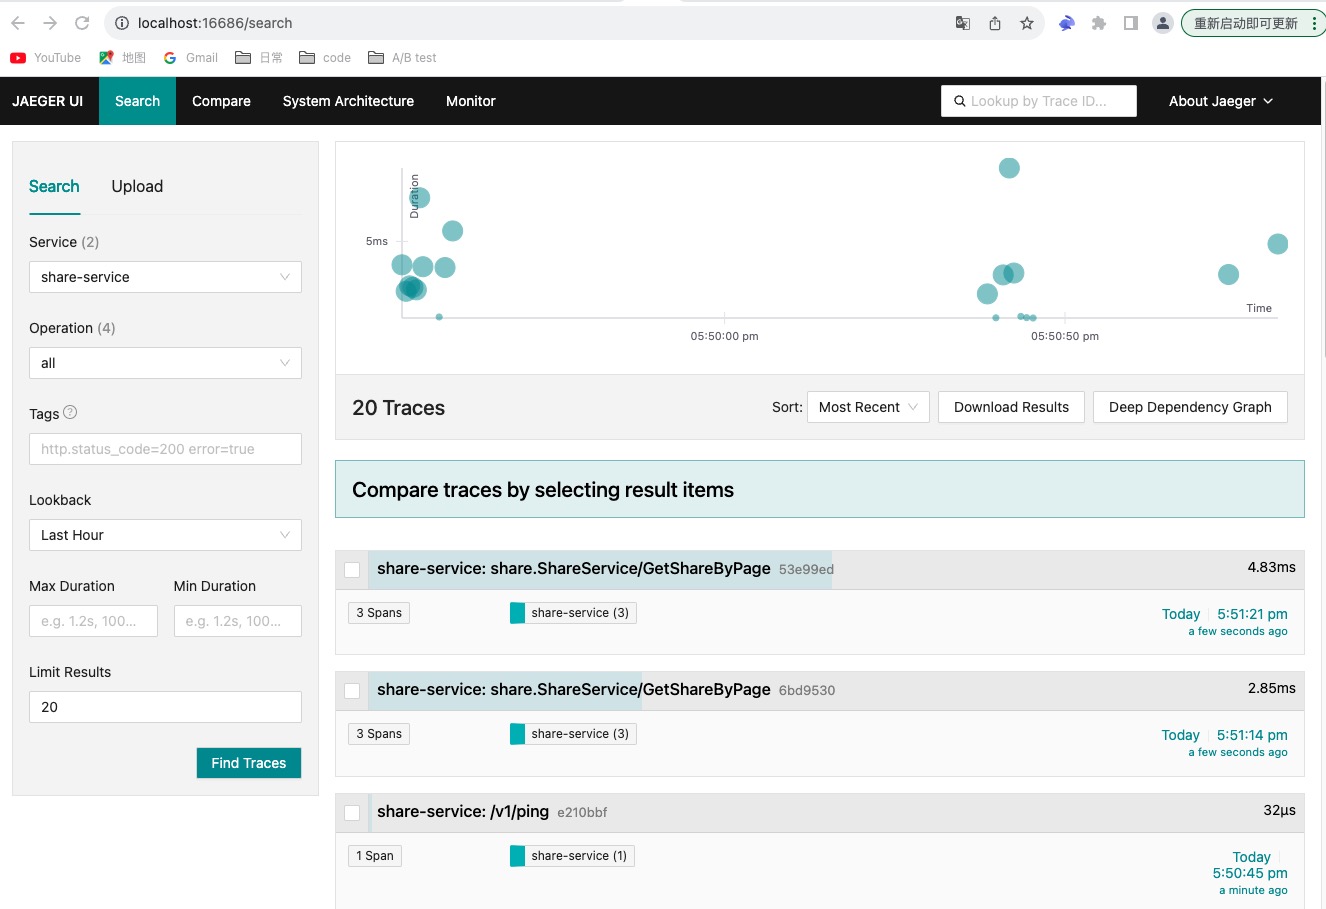 localhost:16686/search
重新启动即可更新
YouTube
地图
Gmail
日常
code
A/B test
JAEGER UI
Search
Compare
System Architecture
Monitor
Lookup by Trace ID...
About Jaeger
Search
Upload
Service (2)
share-service
Operation (4)
all
Tags
http.status_code=200 error=true
Lookback
Last Hour
Max Duration
Min Duration
e.g. 1.2s, 100...
e.g. 1.2s, 100...
Limit Results
20
Find Traces
Duration
5ms
Time
05:50:00 pm
05:50:50 pm
20 Traces
Sort:
Most Recent
Download Results
Deep Dependency Graph
Compare traces by selecting result items
share-service: share.ShareService/GetShareByPage 53e99ed
4.83ms
3 Spans
share-service (3)
Today
5:51:21 pm
a few seconds ago
share-service: share.ShareService/GetShareByPage 6bd9530
2.85ms
3 Spans
share-service (3)
Today
5:51:14 pm
a few seconds ago
share-service: /v1/ping e210bbf
32μs
1 Span
share-service (1)
Today
5:50:45 pm
a minute ago